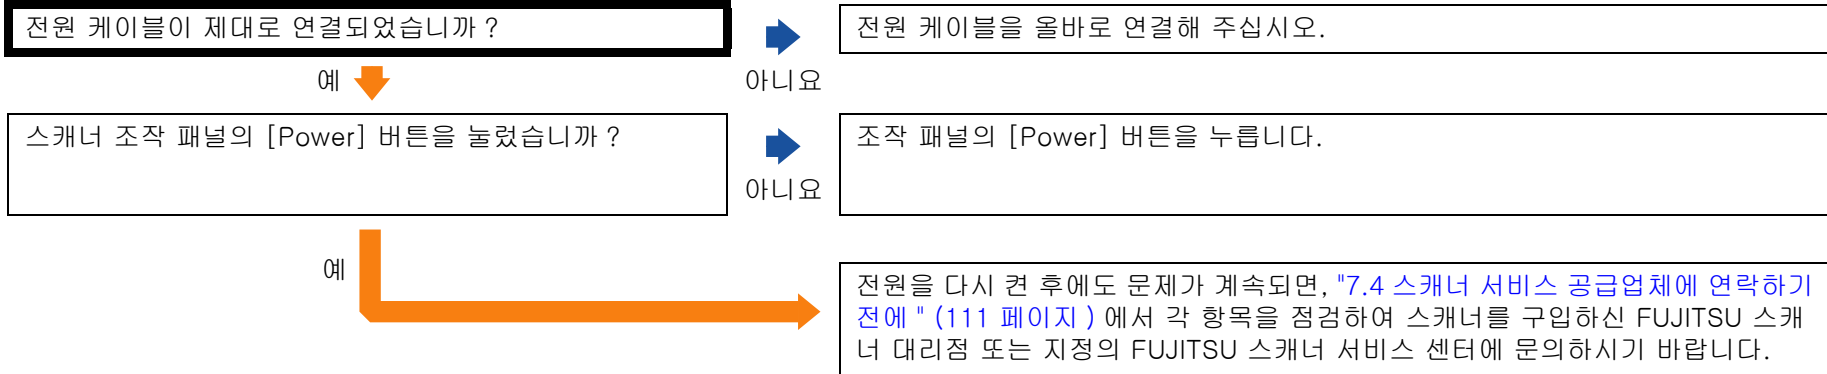 전원 케이블이 제대로 연결되었습니까 ?
전원 케이블을 올바로 연결해 주십시오.
예
아니요
스캐너 조작 패널의 [Power] 버튼을 눌렀습니까 ?
조작 패널의 [Power] 버튼을 누릅니다.
아니요
예
전원을 다시 켠 후에도 문제가 계속되면, "7.4 스캐너 서비스 공급업체에 연락하기
전에 " (111 페이지 ) 에서 각 항목을 점검하여 스캐너를 구입하신 FUJITSU 스캐
너 대리점 또는 지정의 FUJITSU 스캐너 서비스 센터에 문의하시기 바랍니다.